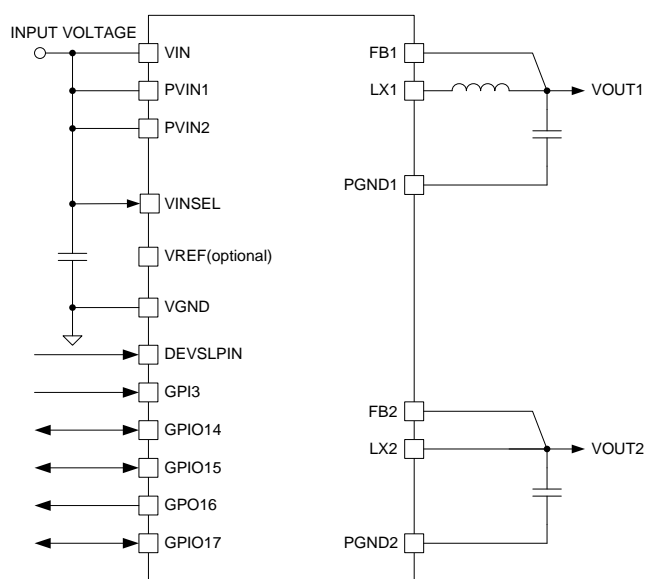 INPUT VOLTAGE
VIN
PVIN1
PVIN2
VINSEL
VREF(optional)
VGND
DEVSLPIN
GPI3
GPIO14
GPIO15
GPO16
GPIO17
FB1
LX1
VOUT1
PGND1
FB2
LX2
VOUT2
PGND2